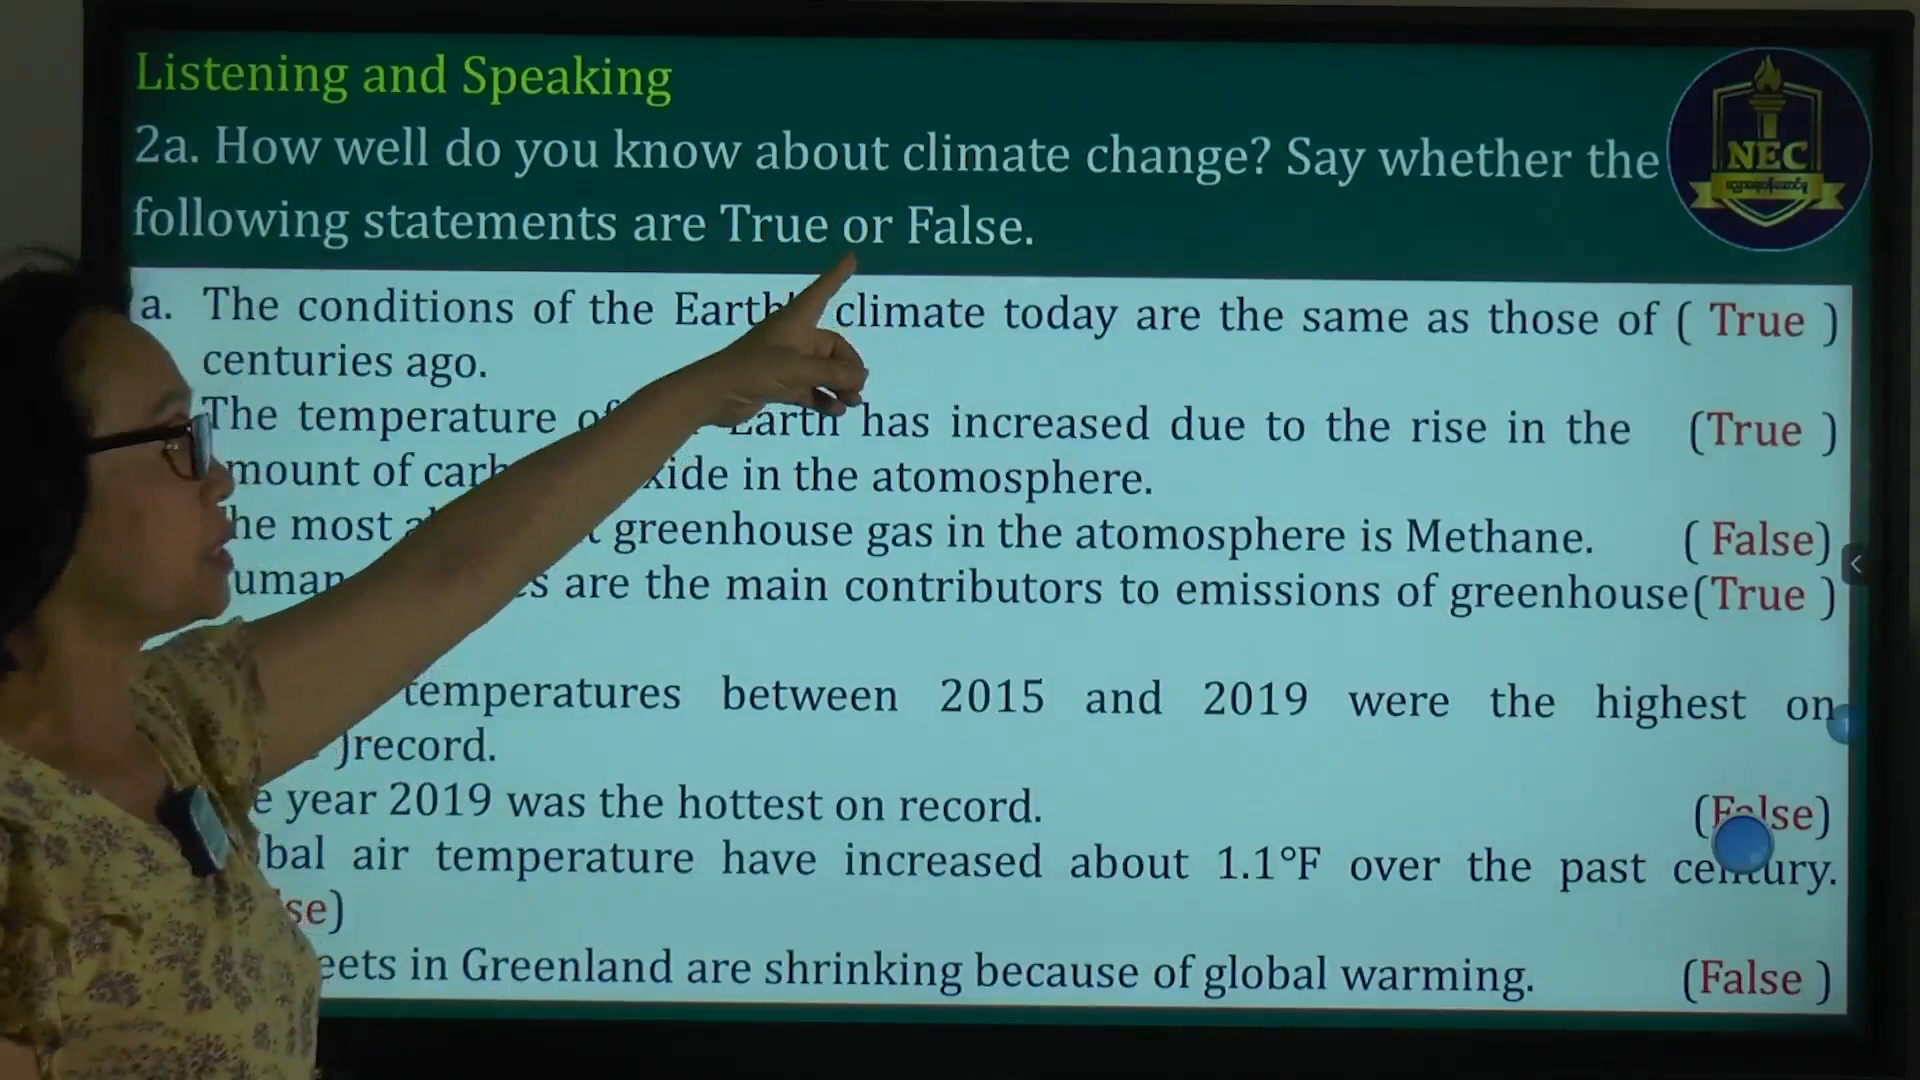 Listening and Speaking
2a. How well do you know about climate change? Say whether the
following statements are True or False.
NEC
a. The conditions of the Earth's climate today are the same as those of ( True )
centuries ago.
The temperature of Earth has increased due to the rise in the (True )
mount of car xide in the atomosphere.
he most greenhouse gas in the atomosphere is Methane. ( False)
uman es are the main contributors to emissions of greenhouse(True )
temperatures between 2015 and 2019 were the highest on
)record.
e year 2019 was the hottest on record. (False)
bal air temperature have increased about 1.1°F over the past century.
se)
eets in Greenland are shrinking because of global warming. (False )